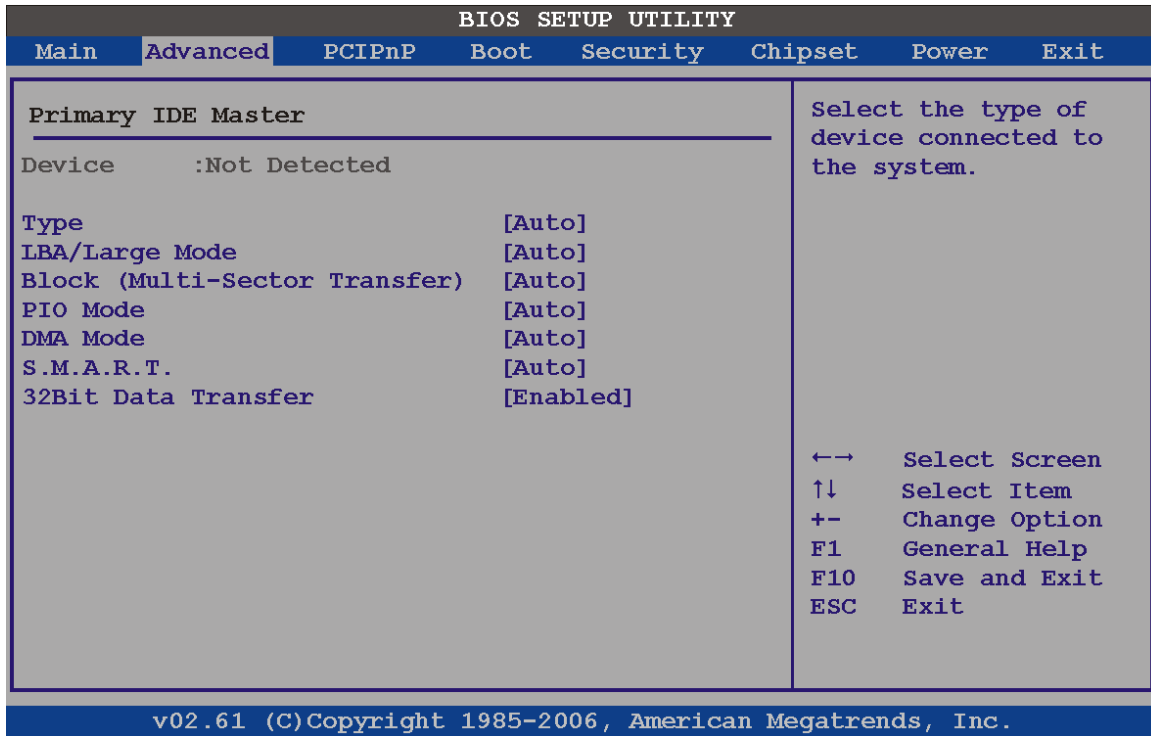 BIOS SETUP UTILITY
Main Advanced PCIPnP Boot Security Chipset Power Exit
Primary IDE Master
Device :Not Detected
Type [Auto]
LBA/Large Mode [Auto]
Block (Multi-Sector Transfer) [Auto]
PIO Mode [Auto]
DMA Mode [Auto]
S.M.A.R.T. [Auto]
32Bit Data Transfer [Enabled]
Select the type of
device connected to
the system.
←→ Select Screen
↑↓ Select Item
+- Change Option
F1 General Help
F10 Save and Exit
ESC Exit
v02.61 (C)Copyright 1985-2006, American Megatrends, Inc.